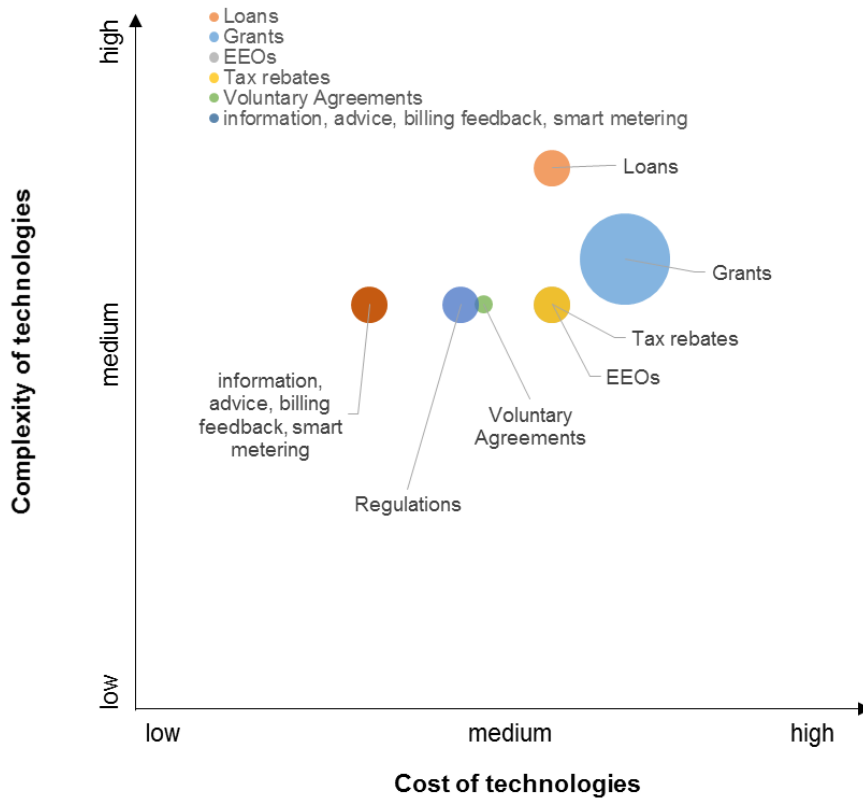 high
Loans
Grants
EEOs
Tax rebates
Voluntary Agreements
information, advice, billing feedback, smart metering
Complexity of technologies
Loans
Grants
medium
Tax rebates
information,
advice, billing
feedback, smart
metering
EEOs
Voluntary
Agreements
Regulations
low
low
medium
high
Cost of technologies